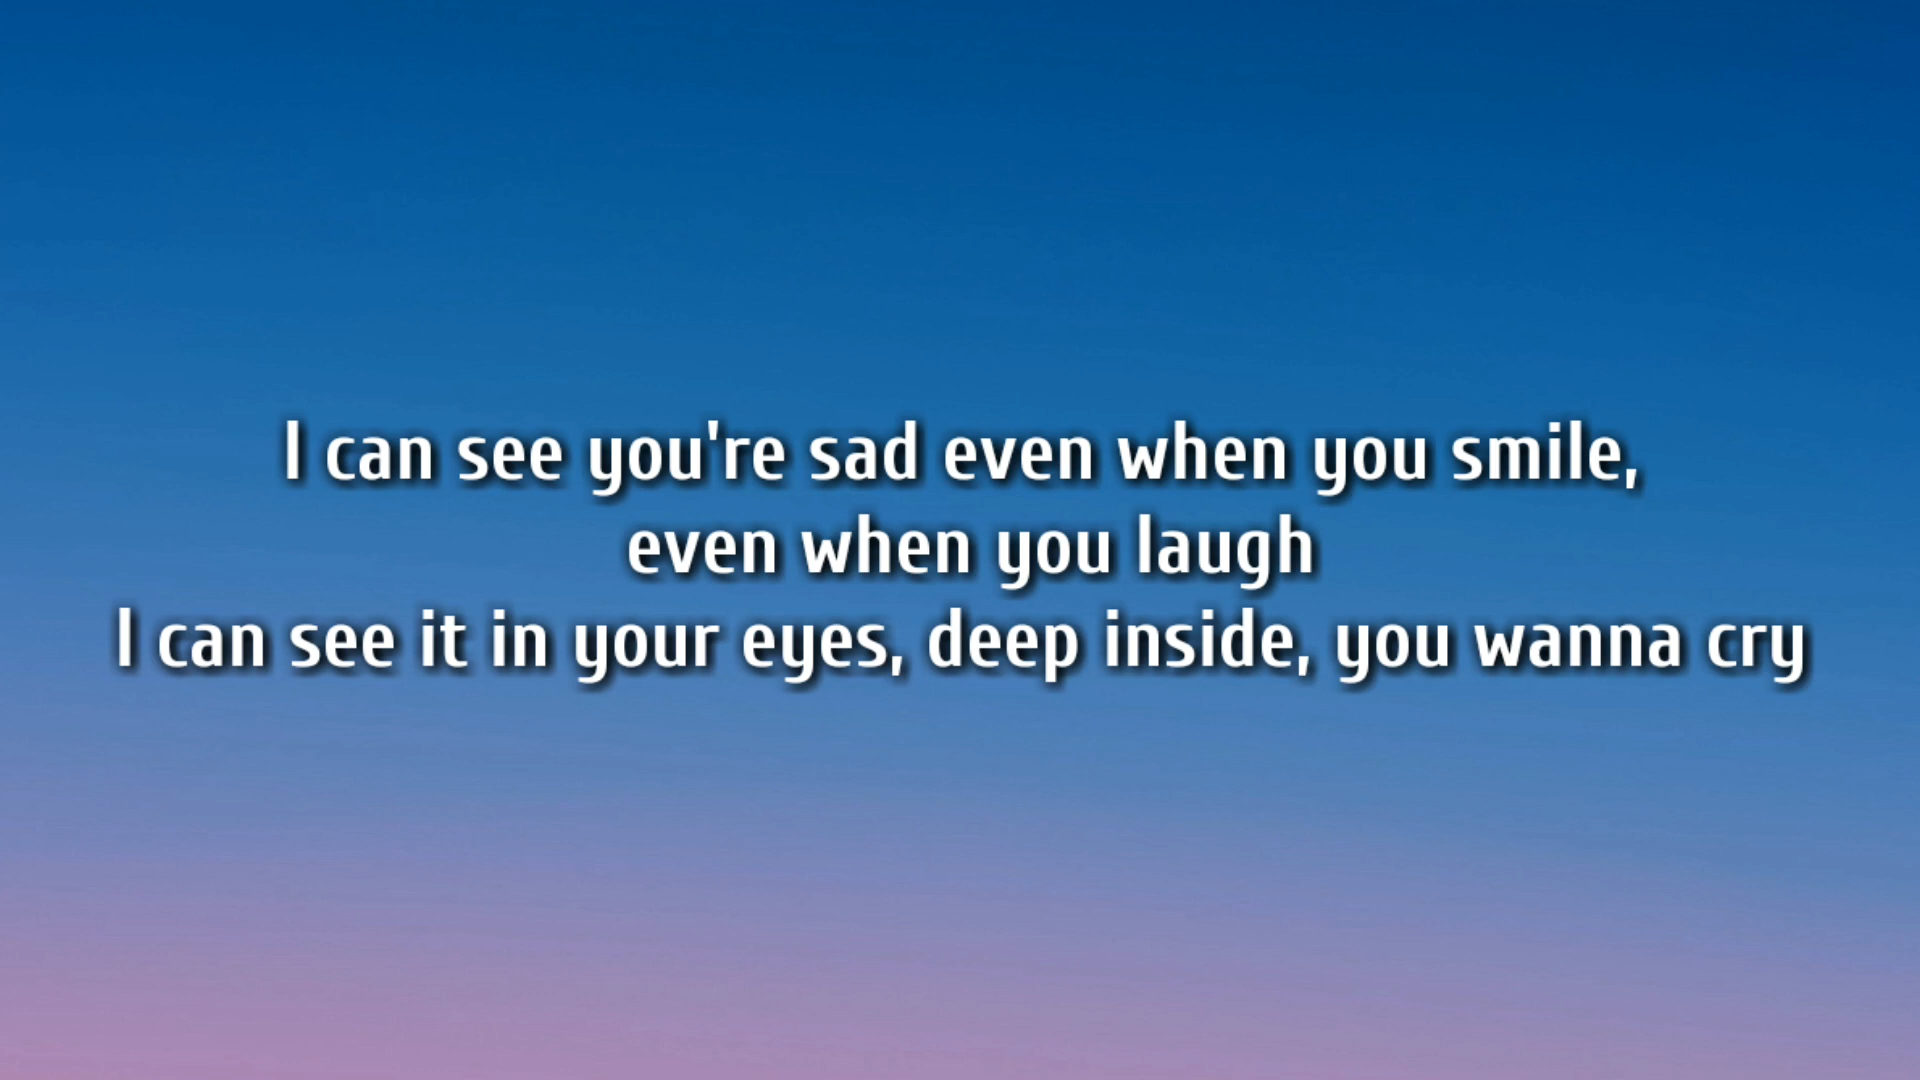 I can see you're sad even when you smile,
even when you laugh
I can see it in your eyes, deep inside, you wanna cry